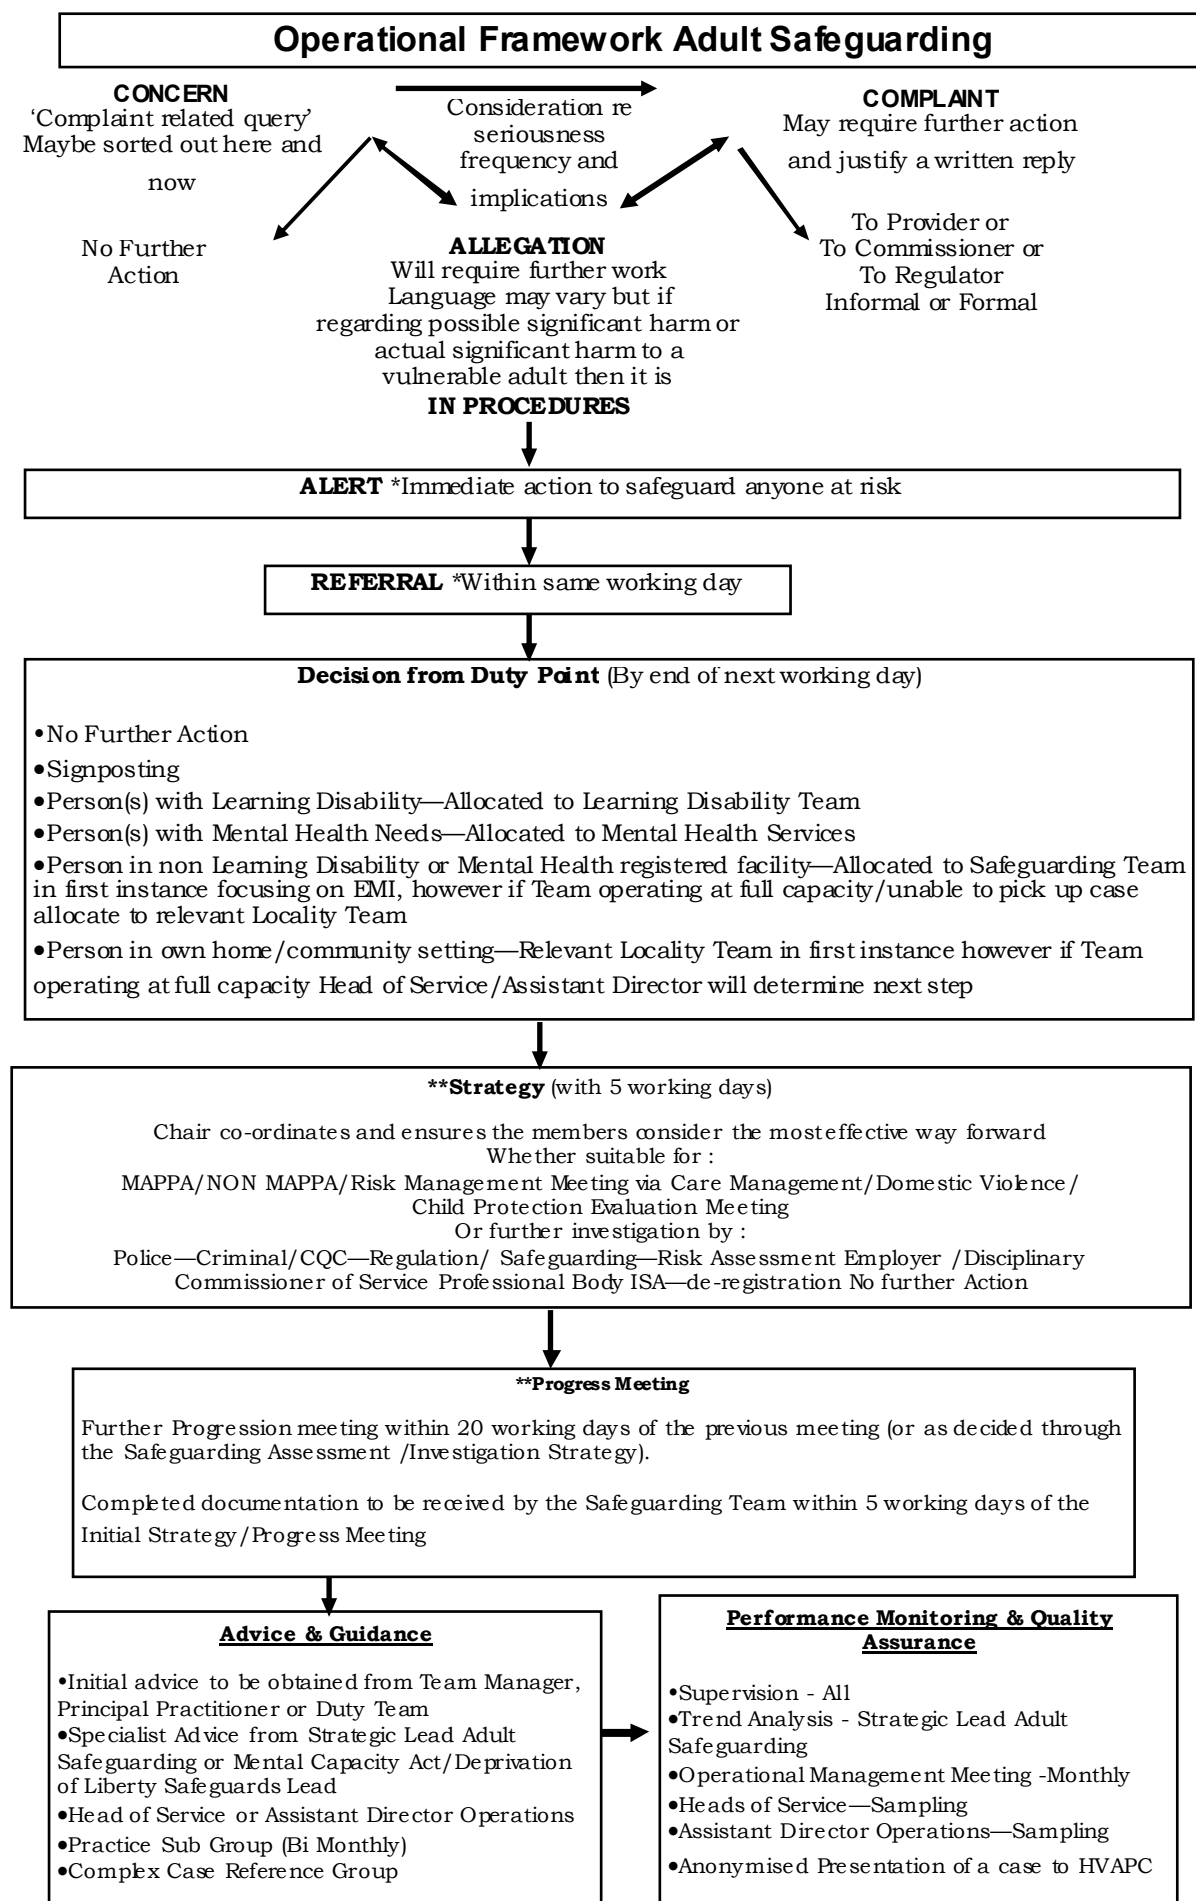 Operational Framework Adult Safeguarding
CONCERN
‘Complaint related query’
Maybe sorted out here and
now
Consideration re
seriousness
frequency and
implications
COMPLAINT
May require further action
and justify a written reply
No Further
Action
ALLEGATION
Will require further work
Language may vary but if
regarding possible significant harm or
actual significant harm to a
vulnerable adult then it is
IN PROCEDURES
To Provider or
To Commissioner or
To Regulator
Informal or Formal
ALERT *Immediate action to safeguard anyone at risk
REFERRAL *Within same working day
Decision from Duty Point (By end of next working day)
•No Further Action
•Signposting
•Person(s) with Learning Disability—Allocated to Learning Disability Team
•Person(s) with Mental Health Needs—Allocated to Mental Health Services
•Person in non Learning Disability or Mental Health registered facility—Allocated to Safeguarding Team
in first instance focusing on EMI, however if Team operating at full capacity/unable to pick up case
allocate to relevant Locality Team
•Person in own home/community setting—Relevant Locality Team in first instance however if Team
operating at full capacity Head of Service/Assistant Director will determine next step
**Strategy (with 5 working days)
Chair co-ordinates and ensures the members consider the most effective way forward
Whether suitable for :
MAPPA/NON MAPPA/Risk Management Meeting via Care Management/Domestic Violence/
Child Protection Evaluation Meeting
Or further investigation by :
Police—Criminal/CQC—Regulation/ Safeguarding—Risk Assessment Employer /Disciplinary
Commissioner of Service Professional Body ISA—de-registration No further Action
**Progress Meeting
Further Progression meeting within 20 working days of the previous meeting (or as decided through
the Safeguarding Assessment /Investigation Strategy).
Completed documentation to be received by the Safeguarding Team within 5 working days of the
Initial Strategy/Progress Meeting
Advice & Guidance
•Initial advice to be obtained from Team Manager,
Principal Practitioner or Duty Team
•Specialist Advice from Strategic Lead Adult
Safeguarding or Mental Capacity Act/Deprivation
of Liberty Safeguards Lead
•Head of Service or Assistant Director Operations
•Practice Sub Group (Bi Monthly)
•Complex Case Reference Group
Performance Monitoring & Quality
Assurance
•Supervision - All
•Trend Analysis - Strategic Lead Adult
Safeguarding
•Operational Management Meeting -Monthly
•Heads of Service—Sampling
•Assistant Director Operations—Sampling
•Anonymised Presentation of a case to HVAPC